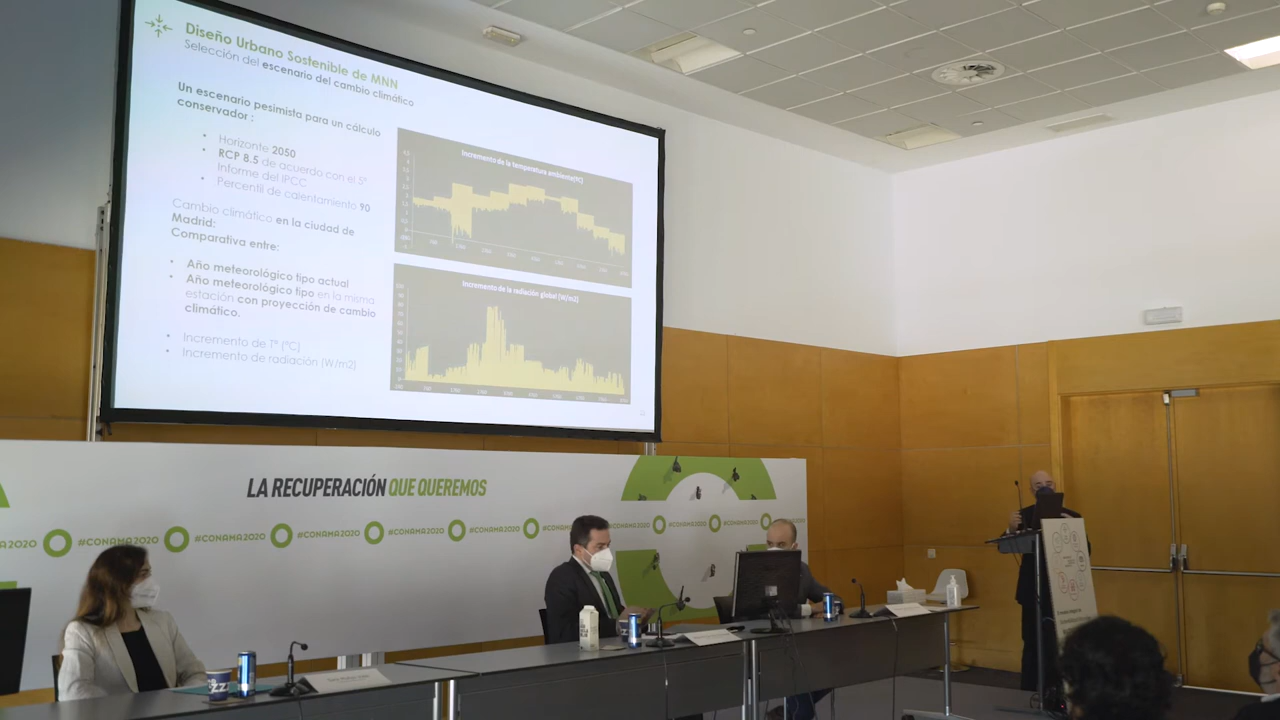 Diseño Urbano Sostenible de MNN
Selección del escenario del cambio climático
Un escenario pesimista para un cálculo
conservador :
• Horizonte 2050
• RCP 8.5 de acuerdo con el 5º
Informe del IPCC
• Percentil de calentamiento 90
Cambio climático en la ciudad de
Madrid:
Comparativa entre:
• Año meteorológico tipo actual
• Año meteorológico tipo en la misma
estación con proyección de cambio
climático.
• Incremento de Tª (ºC)
• Incremento de radiación (W/m2)
Incremento de la temperatura ambiente(ºC)
Incremento de la radiación global (W/m2)
LA RECUPERACIÓN QUE QUEREMOS
#CONAMA2020 #CONAMA2020 #CONAMA2020 #CONAMA2020 #CONAMA2020